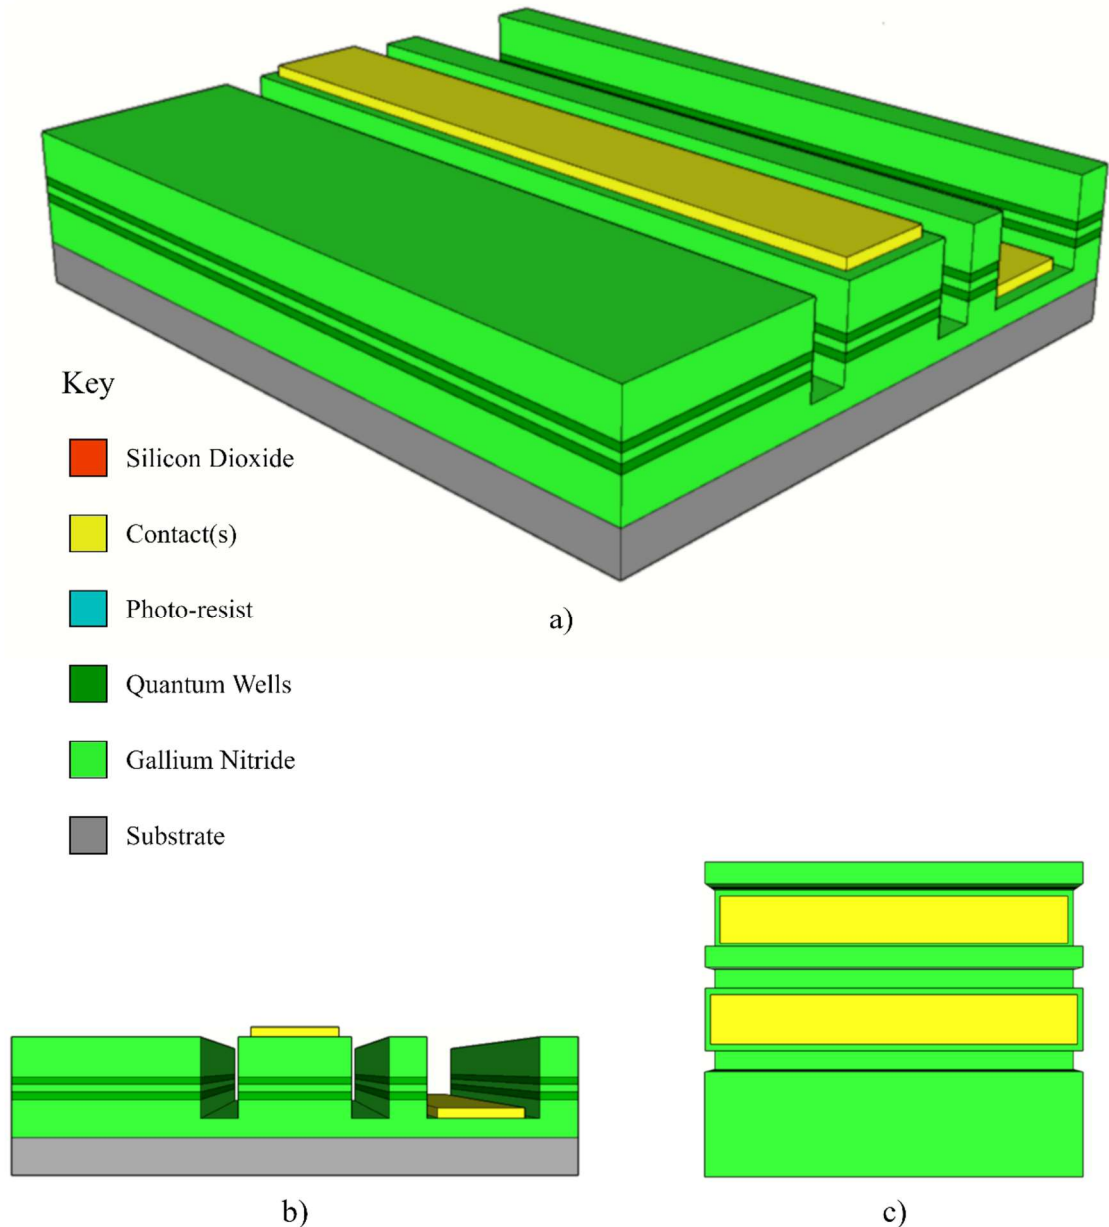 Key
Silicon Dioxide
Contact(s)
Photo-resist
Quantum Wells
Gallium Nitride
Substrate
a)
b)
c)